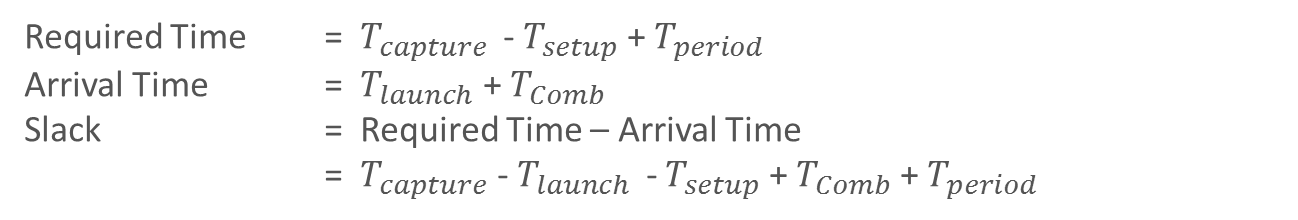 Required Time = T_capture - T_setup + T_period
Arrival Time = T_launch + T_Comb
Slack = Required Time – Arrival Time
= T_capture - T_launch - T_setup + T_Comb + T_period